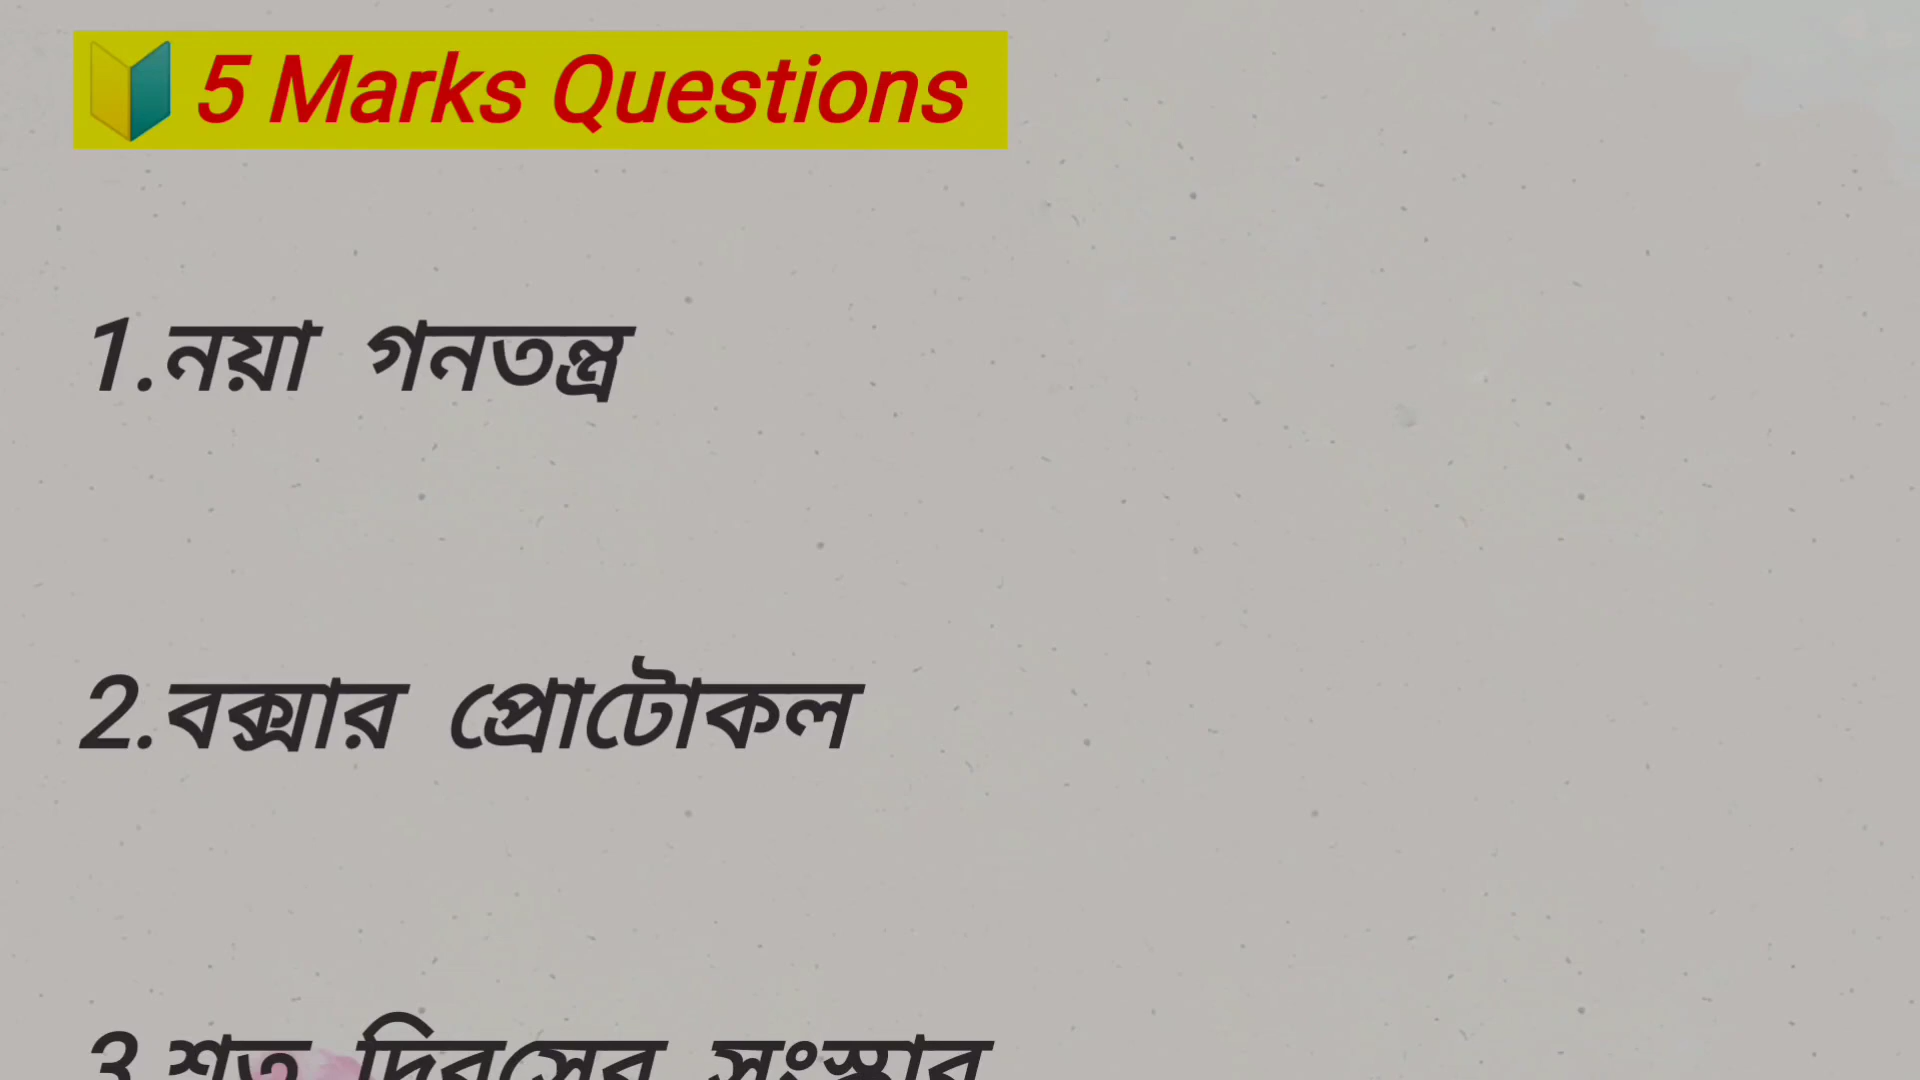 🔰 5 Marks Questions
1.নয়া গনতন্ত্র
2.বক্সার প্রোটোকল
3.শত দিবসের সংস্কার